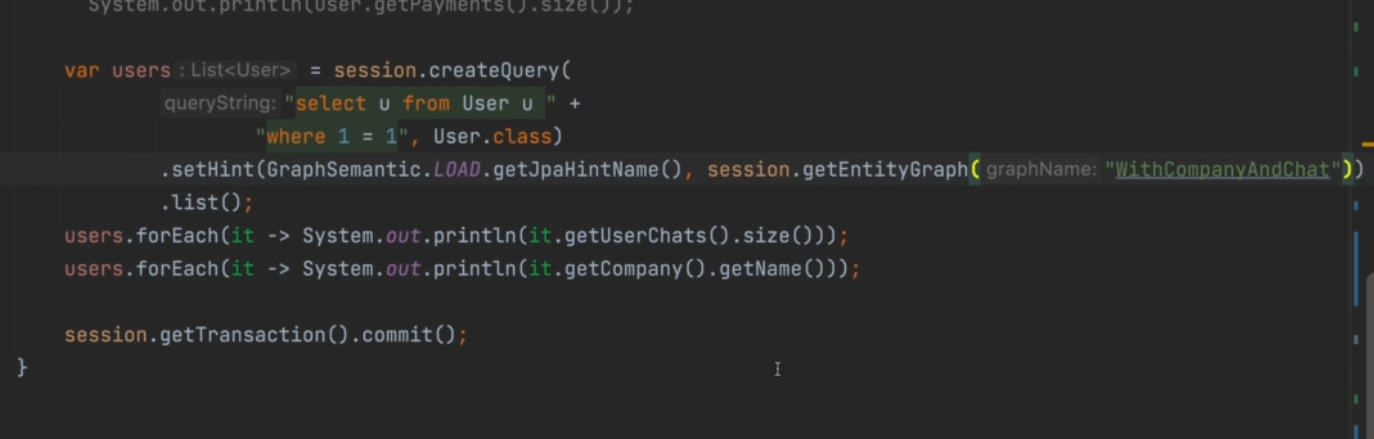 System.out.println(user.getPayments().size());
var users : List<User> = session.createQuery(
queryString: "select u from User u " +
"where 1 = 1", User.class)
.setHint(GraphSemantic.LOAD.getJpaHintName(), session.getEntityGraph( graphName: "WithCompanyAndChat"))
.list();
users.forEach(it -> System.out.println(it.getUserChats().size()));
users.forEach(it -> System.out.println(it.getCompany().getName()));
session.getTransaction().commit();
}